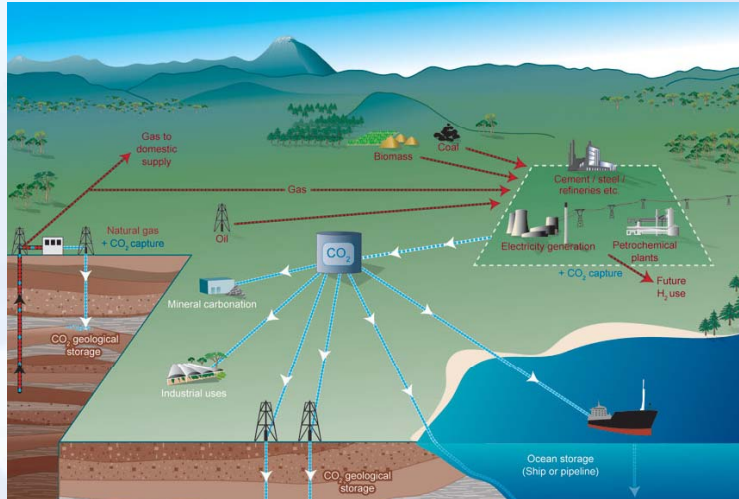 Gas to
domestic
supply
Coal
Biomass
Cement / steel /
refineries etc.
Gas
Natural gas
+ CO₂ capture
Oil
Electricity generation
Petrochemical
plants
CO₂
+ CO₂ capture
Future
H₂ use
Mineral carbonation
CO₂ geological
storage
Industrial uses
Ocean storage
(Ship or pipeline)
CO₂ geological
storage